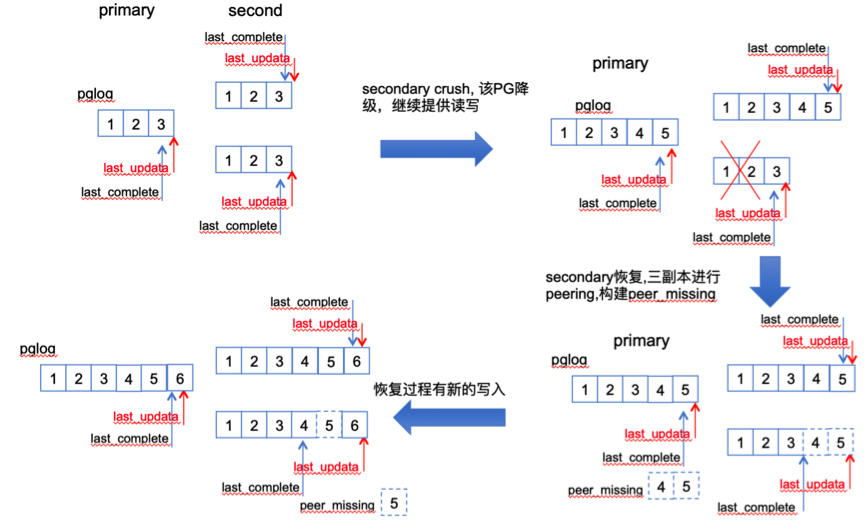 primary
second
last_complete
last_updata
pglog
1 2 3
1 2 3
last_updata
last_complete
1 2 3
last_updata
last_complete
secondary crush, 该PG降
级，继续提供读写
primary
last_complete
last_updata
pglog
1 2 3 4 5
1 2 3 4 5
last_updata
last_complete
1 2 3
last_updata
last_complete
secondary恢复,三副本进行
peering,构建peer_missing
primary
last_complete
last_updata
pglog
1 2 3 4 5
1 2 3 4 5
last_updata
last_complete
1 2 3 4 5
last_updata
last_complete
peer_missing 4 5
恢复过程有新的写入
last_complete
last_updata
pglog
1 2 3 4 5 6
1 2 3 4 5 6
last_updata
last_complete
1 2 3 4 5 6
last_updata
last_complete
peer_missing 5